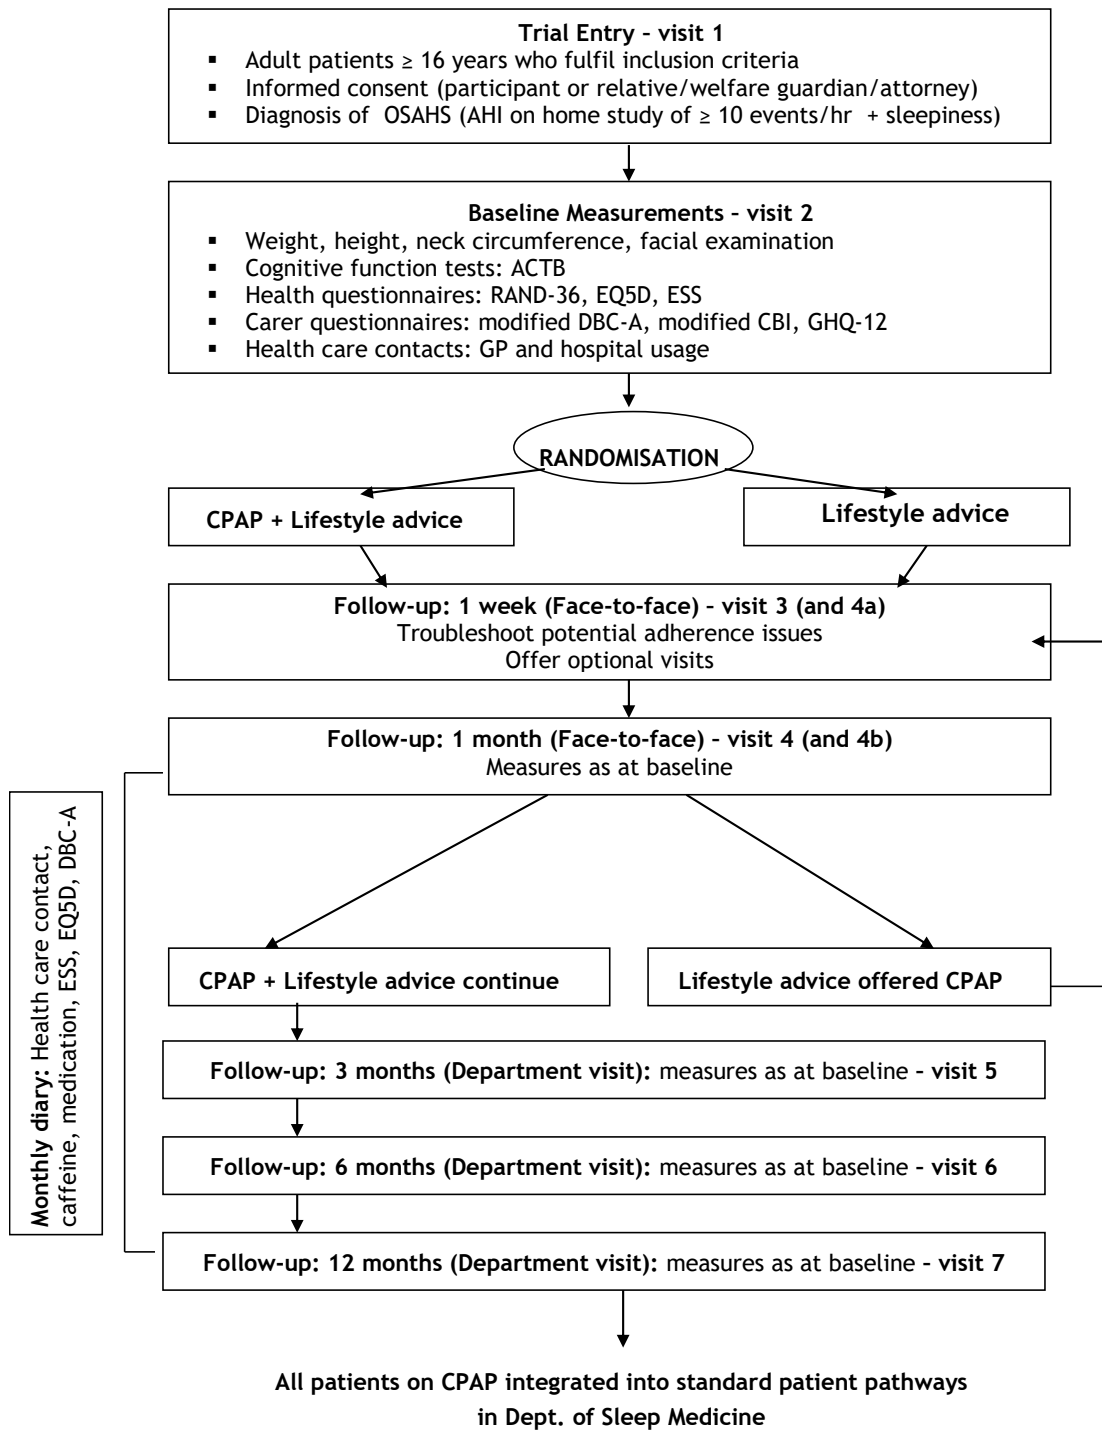 Trial Entry – visit 1
▪ Adult patients ≥ 16 years who fulfil inclusion criteria
▪ Informed consent (participant or relative/welfare guardian/attorney)
▪ Diagnosis of OSAHS (AHI on home study of ≥ 10 events/hr + sleepiness)
Baseline Measurements – visit 2
▪ Weight, height, neck circumference, facial examination
▪ Cognitive function tests: ACTB
▪ Health questionnaires: RAND-36, EQ5D, ESS
▪ Carer questionnaires: modified DBC-A, modified CBI, GHQ-12
▪ Health care contacts: GP and hospital usage
RANDOMISATION
CPAP + Lifestyle advice
Lifestyle advice
Follow-up: 1 week (Face-to-face) – visit 3 (and 4a)
Troubleshoot potential adherence issues
Offer optional visits
Follow-up: 1 month (Face-to-face) – visit 4 (and 4b)
Measures as at baseline
Monthly diary: Health care contact,
caffeine, medication, ESS, EQ5D, DBC-A
CPAP + Lifestyle advice continue
Lifestyle advice offered CPAP
Follow-up: 3 months (Department visit): measures as at baseline – visit 5
Follow-up: 6 months (Department visit): measures as at baseline – visit 6
Follow-up: 12 months (Department visit): measures as at baseline – visit 7
All patients on CPAP integrated into standard patient pathways
in Dept. of Sleep Medicine